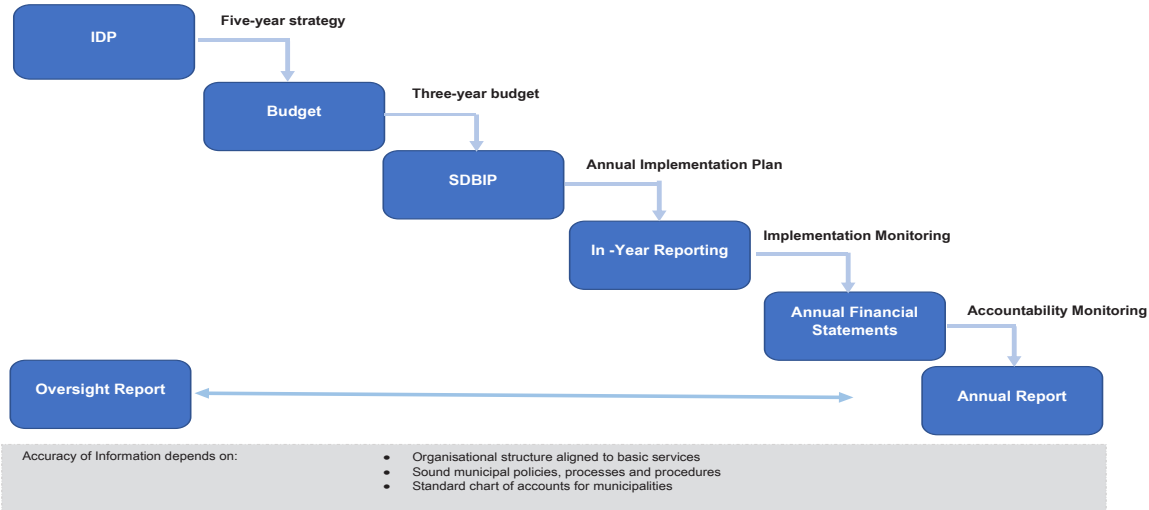 IDP
Five-year strategy
Budget
Three-year budget
SDBIP
Annual Implementation Plan
In -Year Reporting
Implementation Monitoring
Annual Financial
Statements
Accountability Monitoring
Oversight Report
Annual Report
Accuracy of Information depends on:
• Organisational structure aligned to basic services
• Sound municipal policies, processes and procedures
• Standard chart of accounts for municipalities